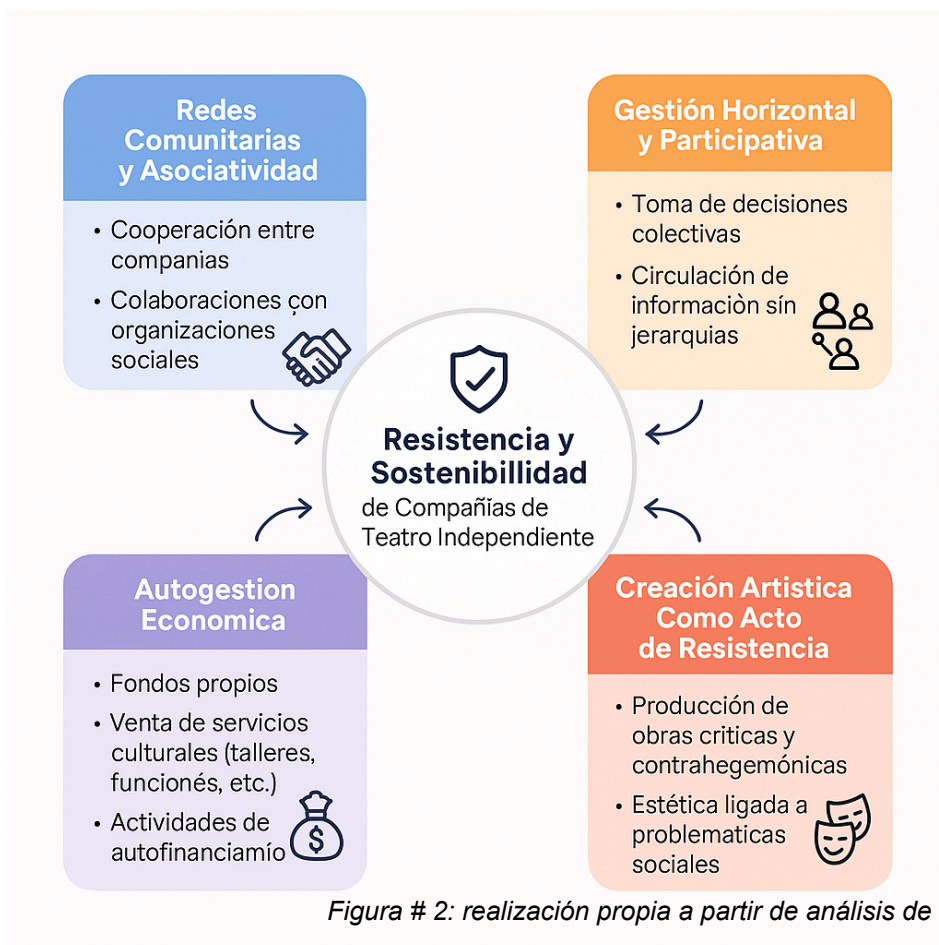 Redes
Comunitarias
y Asociatividad
• Cooperación entre
companias
• Colaboraciones çon
organizaciones
sociales
Gestión Horizontal
y Participativa
• Toma de decisiones
colectivas
• Circulación de
informaciòn sín
jerarquias
Resistencia y
Sostenibillidad
de Compañías de
Teatro Independiente
Autogestion
Economica
• Fondos propios
• Venta de servicios
culturales (talleres,
funcionés, etc.)
• Actividades de
autofinanciamío
$
Creación Artistica
Como Acto
de Resistencia
• Producción de
obras criticas y
contrahegemónicas
• Estética ligada a
problematicas
sociales
Figura # 2: realización propia a partir de análisis de